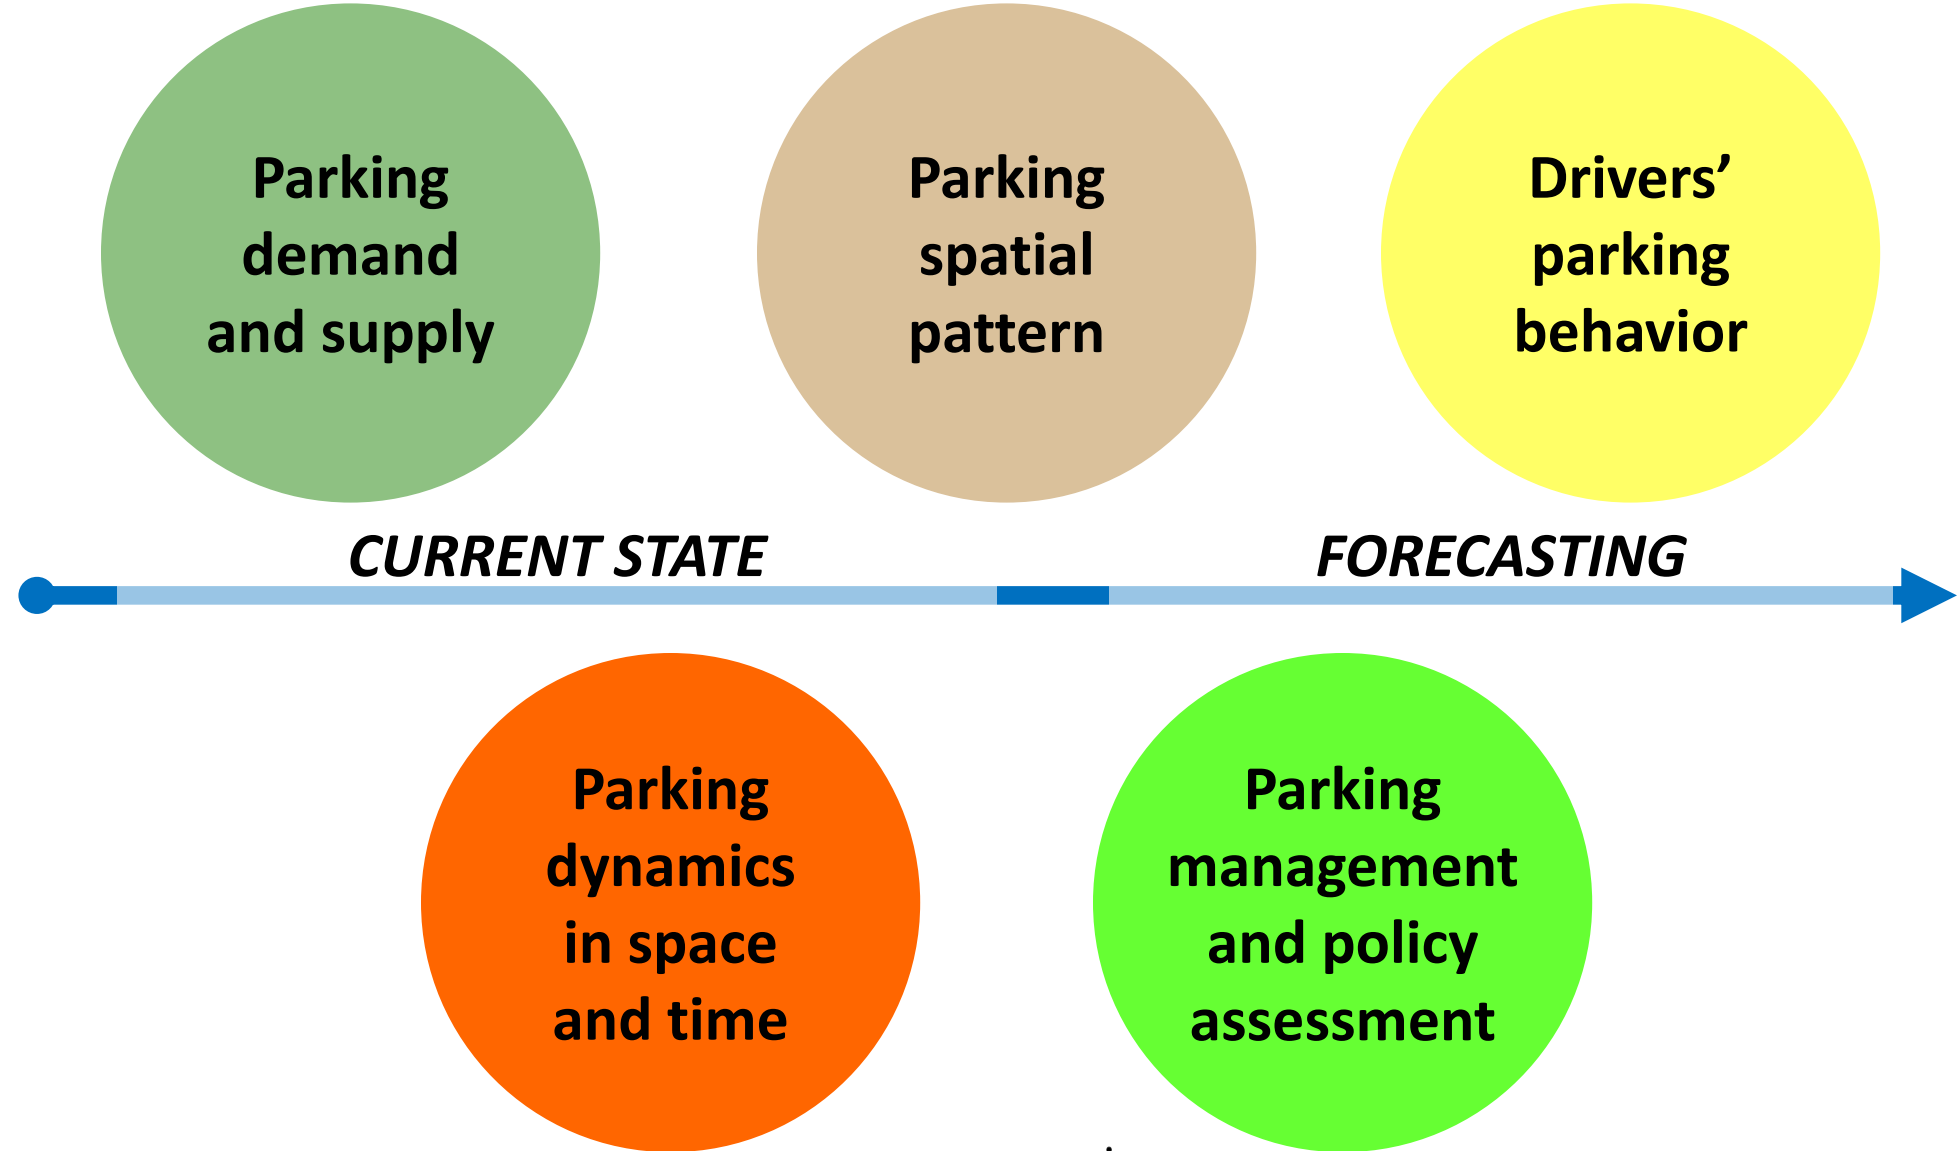 Parking
demand
and supply
Parking
spatial
pattern
Drivers’
parking
behavior
CURRENT STATE
FORECASTING
Parking
dynamics
in space
and time
Parking
management
and policy
assessment